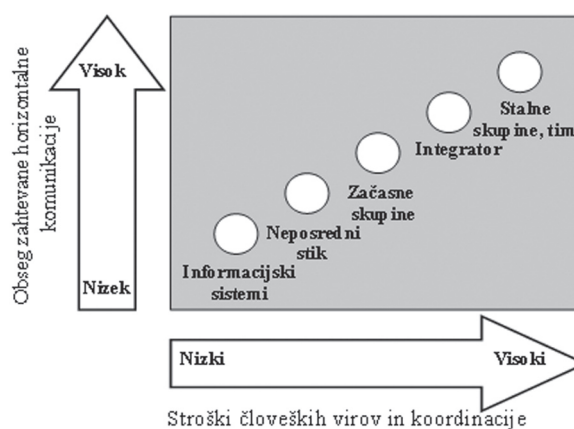 Obseg zahtevane horizontalne
komunikacije
Visok
Nizek
Stalne
skupine, tim
Integrator
Začasne
skupine
Neposredni
stik
Informacijski
sistemi
Nizki
Visoki
Stroški človeških virov in koordinacije